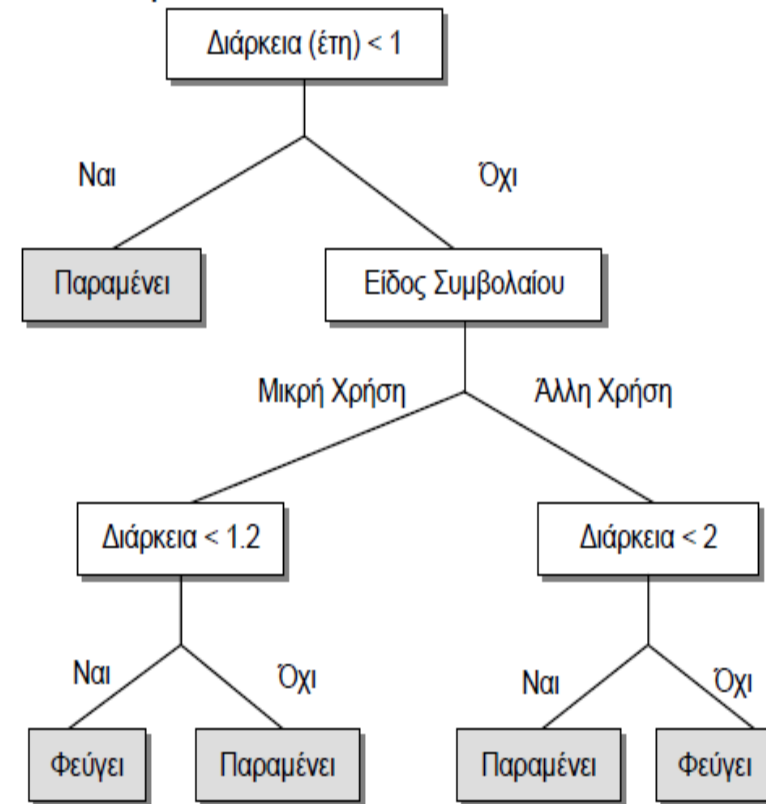 Διάρκεια (έτη) < 1
Ναι
Όχι
Παραμένει
Είδος Συμβολαίου
Μικρή Χρήση
Άλλη Χρήση
Διάρκεια < 1.2
Διάρκεια < 2
Ναι
Όχι
Ναι
Όχι
Φεύγει
Παραμένει
Παραμένει
Φεύγει